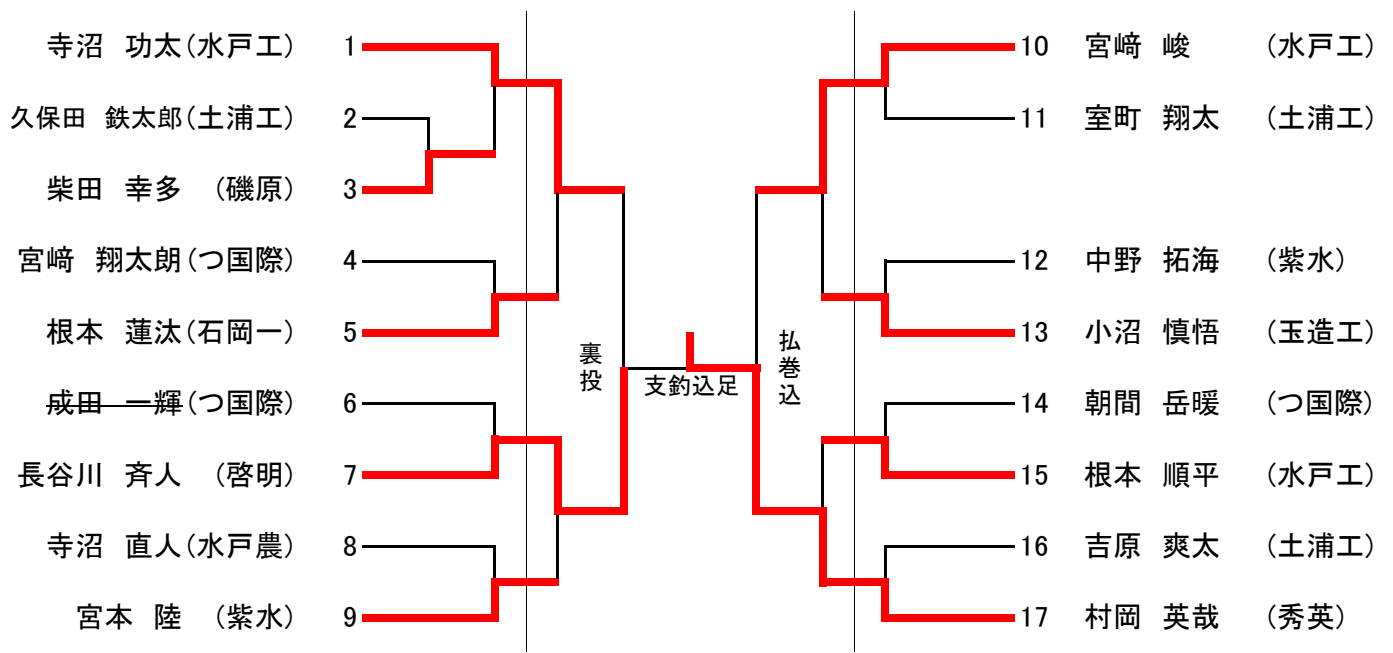 寺沼 功太(水戸工) 1
久保田 鉄太郎(土浦工) 2
柴田 幸多 (磯原) 3
宮﨑 翔太朗(つ国際) 4
根本 蓮汰(石岡一) 5
成田 一輝(つ国際) 6
長谷川 斉人 (啓明) 7
寺沼 直人(水戸農) 8
宮本 陸 (紫水) 9
裏投
支釣込足
払巻込
10 宮﨑 峻 (水戸工)
11 室町 翔太 (土浦工)
12 中野 拓海 (紫水)
13 小沼 慎悟 (玉造工)
14 朝間 岳暖 (つ国際)
15 根本 順平 (水戸工)
16 吉原 爽太 (土浦工)
17 村岡 英哉 (秀英)